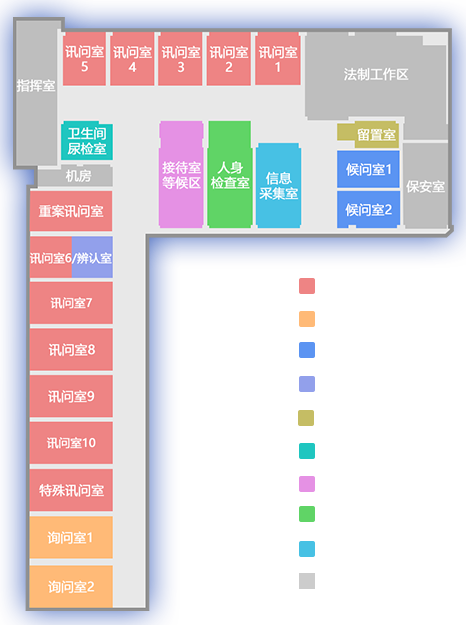 讯问室
5
讯问室
4
讯问室
3
讯问室
2
讯问室
1
法制工作区
指挥室
卫生间
尿检室
接待室
等候区
人身
检查室
信息
采集室
留置室
候问室1
候问室2
保安室
机房
重案讯问室
讯问室6/辨认室
讯问室7
讯问室8
讯问室9
讯问室10
特殊讯问室
询问室1
询问室2